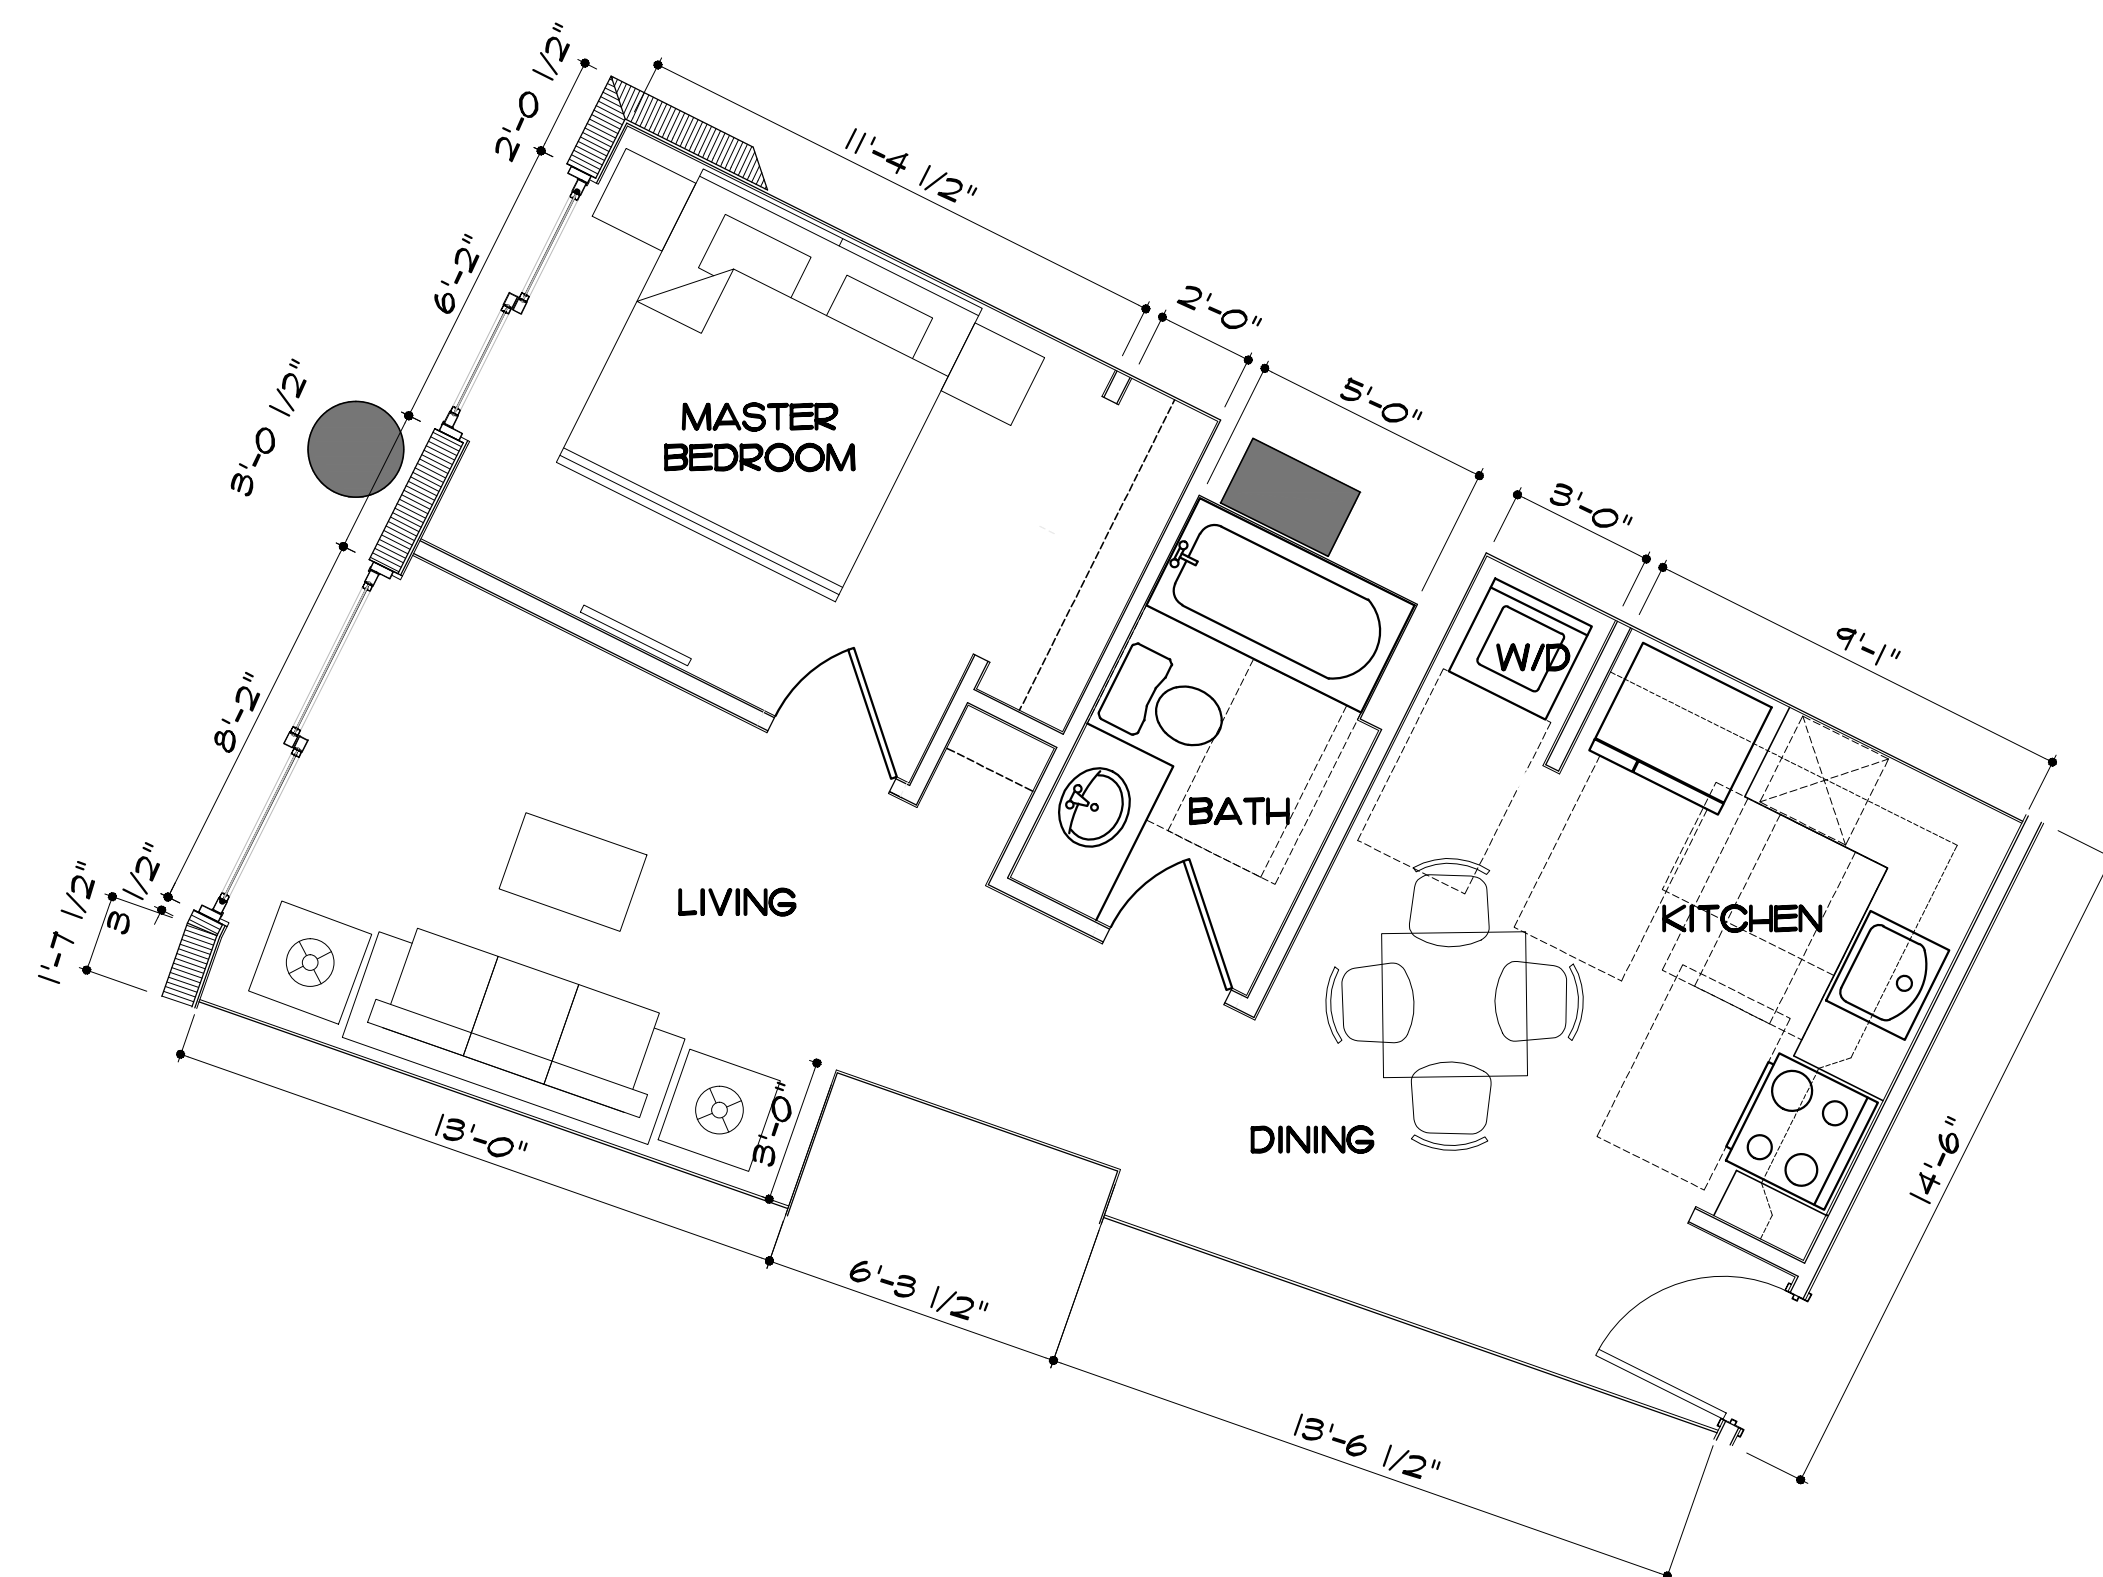 2'-0 1/2"
11'-4 1/2"
6'-2"
2'-0"
3'-0 1/2"
5'-0"
MASTER
BEDROOM
3'-0"
W/D
9'-1"
8'-2"
BATH
3 1/2"
1'-7 1/2"
LIVING
KITCHEN
13'-0"
3'-0"
DINING
14'-6"
6'-3 1/2"
13'-6 1/2"